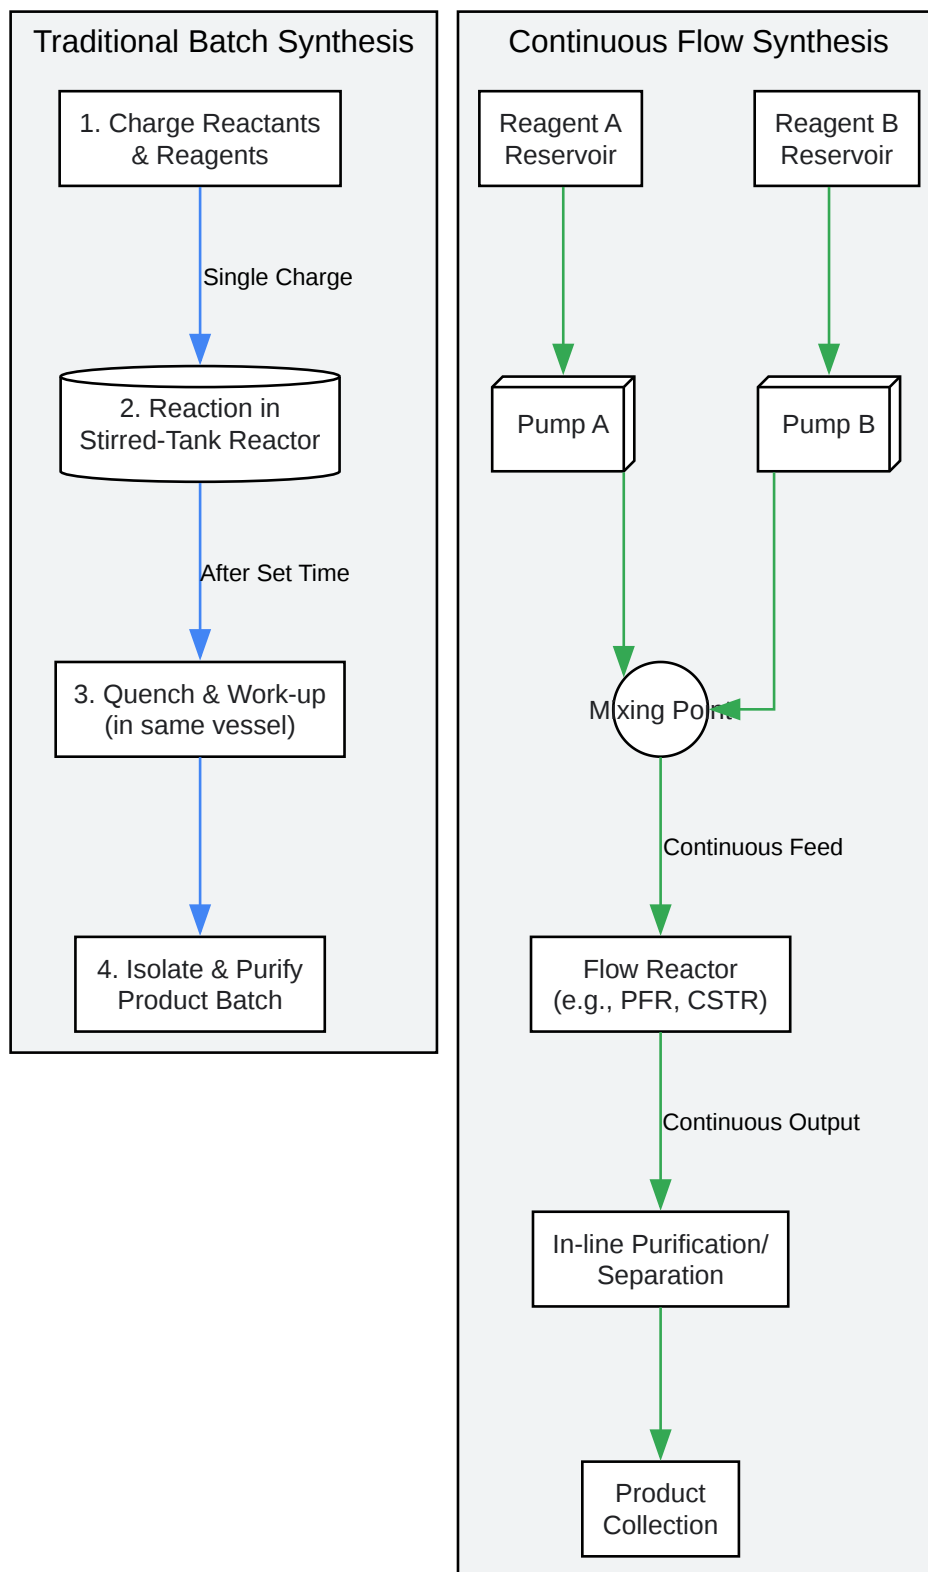 Traditional Batch Synthesis
1. Charge Reactants
& Reagents
Single Charge
2. Reaction in
Stirred-Tank Reactor
After Set Time
3. Quench & Work-up
(in same vessel)
4. Isolate & Purify
Product Batch
Continuous Flow Synthesis
Reagent A
Reservoir
Reagent B
Reservoir
Pump A
Pump B
Mixing Point
Continuous Feed
Flow Reactor
(e.g., PFR, CSTR)
Continuous Output
In-line Purification/
Separation
Product
Collection